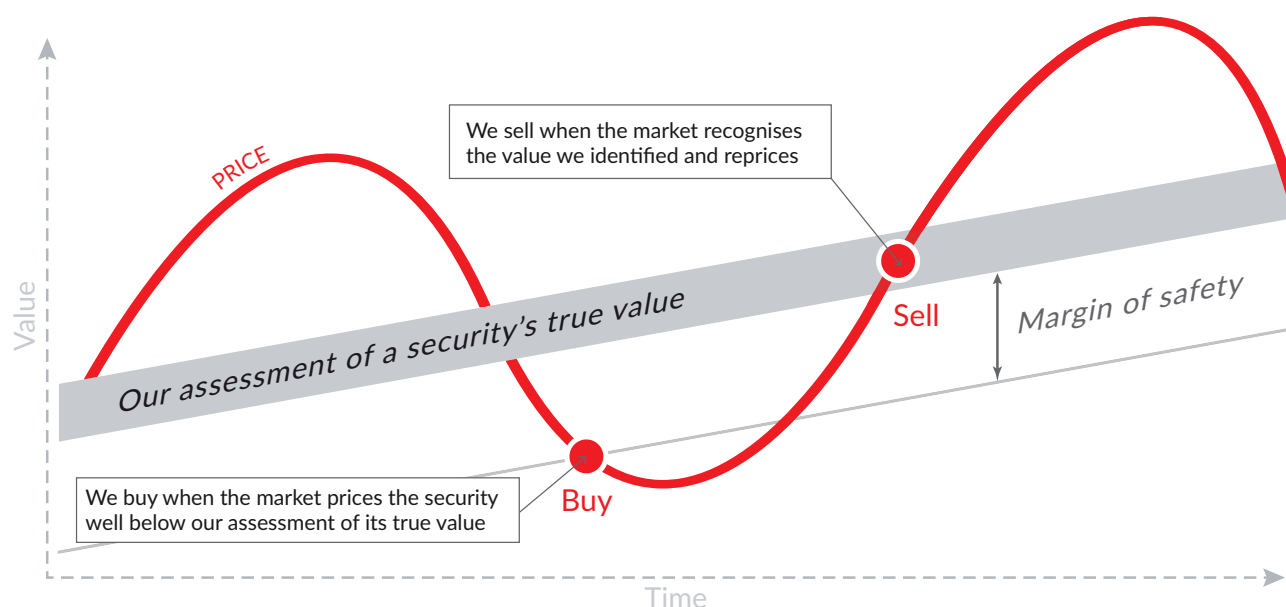 We sell when the market recognises
the value we identified and reprices
PRICE
Value
Our assessment of a security’s true value
Sell
Margin of safety
We buy when the market prices the security
well below our assessment of its true value
Buy
Time